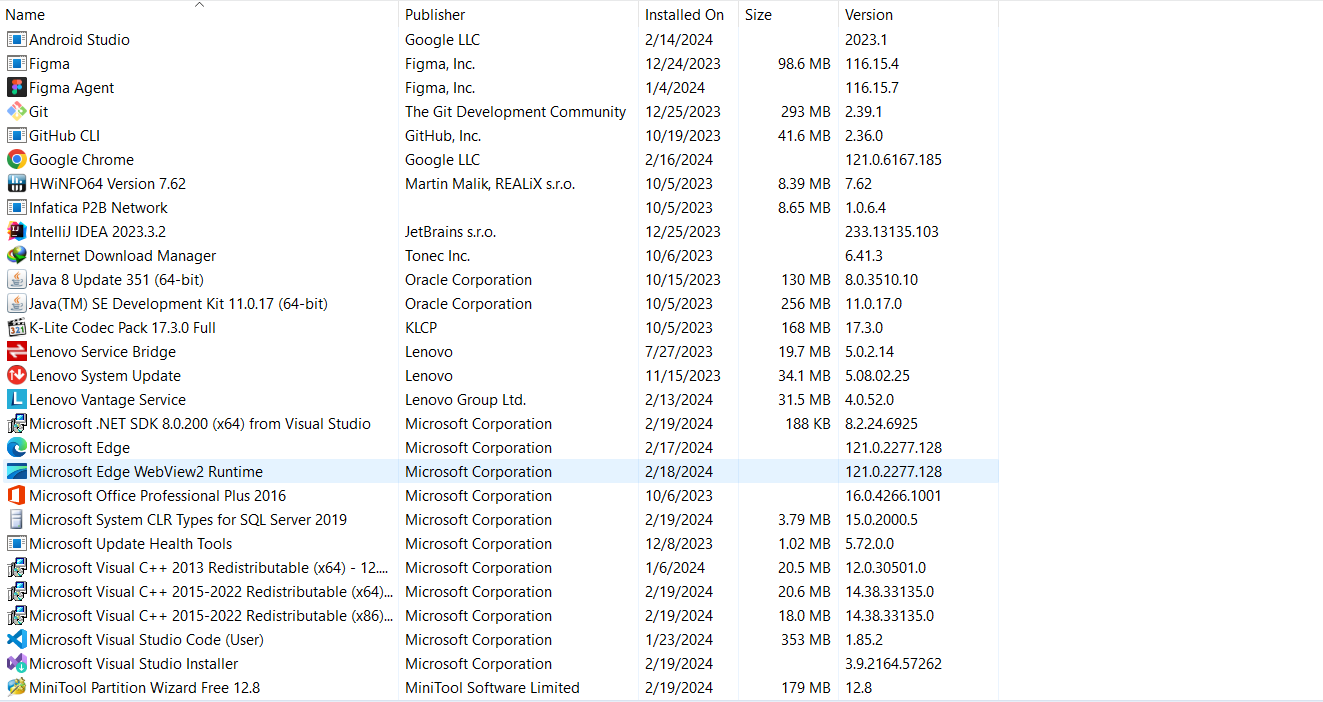 Name Publisher Installed On Size Version
Android Studio Google LLC 2/14/2024 2023.1
Figma Figma, Inc. 12/24/2023 98.6 MB 116.15.4
Figma Agent Figma, Inc. 1/4/2024 116.15.7
Git The Git Development Community 12/25/2023 293 MB 2.39.1
GitHub CLI GitHub, Inc. 10/19/2023 41.6 MB 2.36.0
Google Chrome Google LLC 2/16/2024 121.0.6167.185
HWiNFO64 Version 7.62 Martin Malik, REALiX s.r.o. 10/5/2023 8.39 MB 7.62
Infatica P2B Network 10/5/2023 8.65 MB 1.0.6.4
IntelliJ IDEA 2023.3.2 JetBrains s.r.o. 12/25/2023 233.13135.103
Internet Download Manager Tonec Inc. 10/6/2023 6.41.3
Java 8 Update 351 (64-bit) Oracle Corporation 10/15/2023 130 MB 8.0.3510.10
Java(TM) SE Development Kit 11.0.17 (64-bit) Oracle Corporation 10/5/2023 256 MB 11.0.17.0
K-Lite Codec Pack 17.3.0 Full KLCP 10/5/2023 168 MB 17.3.0
Lenovo Service Bridge Lenovo 7/27/2023 19.7 MB 5.0.2.14
Lenovo System Update Lenovo 11/15/2023 34.1 MB 5.08.02.25
Lenovo Vantage Service Lenovo Group Ltd. 2/13/2024 31.5 MB 4.0.52.0
Microsoft .NET SDK 8.0.200 (x64) from Visual Studio Microsoft Corporation 2/19/2024 188 KB 8.2.24.6925
Microsoft Edge Microsoft Corporation 2/17/2024 121.0.2277.128
Microsoft Edge WebView2 Runtime Microsoft Corporation 2/18/2024 121.0.2277.128
Microsoft Office Professional Plus 2016 Microsoft Corporation 10/6/2023 16.0.4266.1001
Microsoft System CLR Types for SQL Server 2019 Microsoft Corporation 2/19/2024 3.79 MB 15.0.2000.5
Microsoft Update Health Tools Microsoft Corporation 12/8/2023 1.02 MB 5.72.0.0
Microsoft Visual C++ 2013 Redistributable (x64) - 12.... Microsoft Corporation 1/6/2024 20.5 MB 12.0.30501.0
Microsoft Visual C++ 2015-2022 Redistributable (x64)... Microsoft Corporation 2/19/2024 20.6 MB 14.38.33135.0
Microsoft Visual C++ 2015-2022 Redistributable (x86)... Microsoft Corporation 2/19/2024 18.0 MB 14.38.33135.0
Microsoft Visual Studio Code (User) Microsoft Corporation 1/23/2024 353 MB 1.85.2
Microsoft Visual Studio Installer Microsoft Corporation 2/19/2024 3.9.2164.57262
MiniTool Partition Wizard Free 12.8 MiniTool Software Limited 2/19/2024 179 MB 12.8